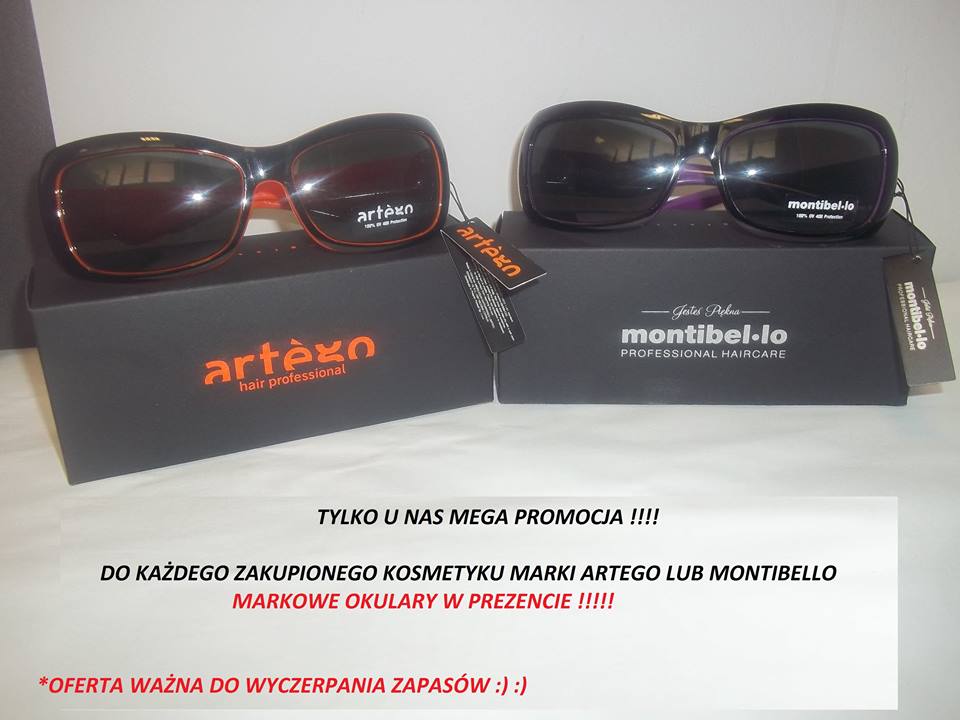 artègo
100% UV 400 Protection
montibel·lo
100% UV 400 Protection
artègo
artègo
hair professional
Jesteś Piękna
montibel·lo
PROFESSIONAL HAIRCARE
montibel·lo
PROFESSIONAL HAIRCARE
TYLKO U NAS MEGA PROMOCJA !!!!
DO KAŻDEGO ZAKUPIONEGO KOSMETYKU MARKI ARTEGO LUB MONTIBELLO
MARKOWE OKULARY W PREZENCIE !!!!!
*OFERTA WAŻNA DO WYCZERPANIA ZAPASÓW :) :)